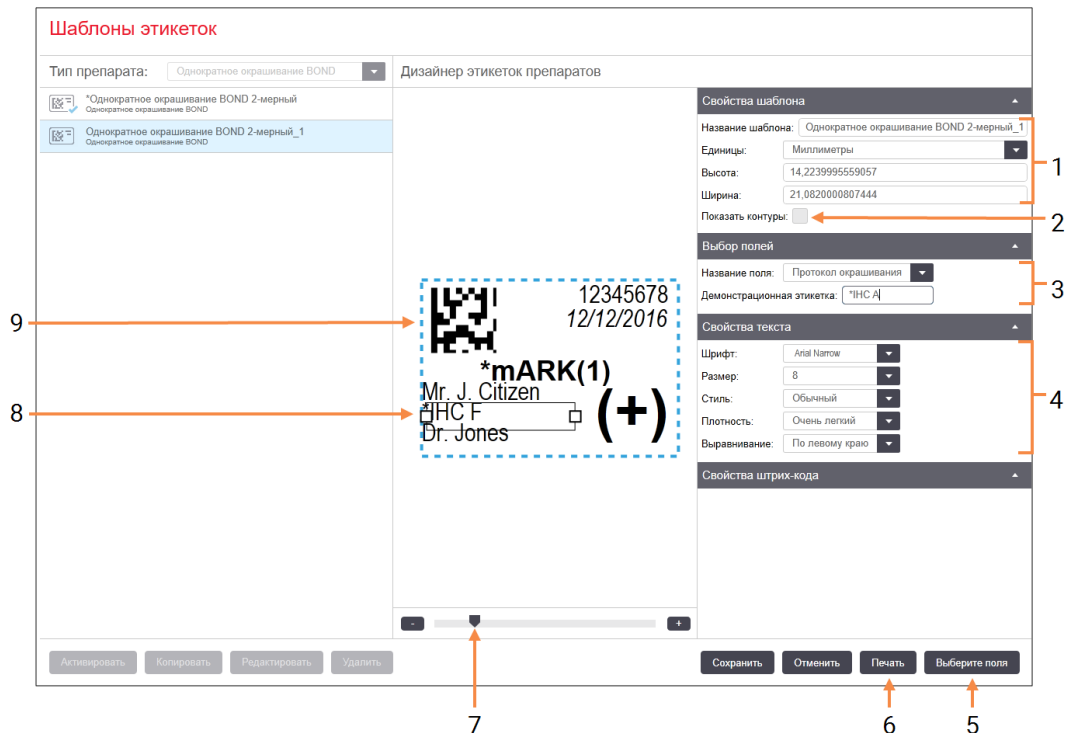 Шаблоны этикеток
Тип препарата: Однократное окрашивание BOND
Дизайнер этикеток препаратов
*Однократное окрашивание BOND 2-мерный
Однократное окрашивание BOND
Однократное окрашивание BOND 2-мерный_1
Однократное окрашивание BOND
12345678
12/12/2016
*mARK(1)
Mr. J. Citizen
*IHC F
Dr. Jones
(+)
- +
Свойства шаблона
Название шаблона: Однократное окрашивание BOND 2-мерный_1
Единицы: Миллиметры
Высота: 14,2239995559057
Ширина: 21,0820000807444
Показать контуры:
Выбор полей
Название поля: Протокол окрашивания
Демонстрационная этикетка: *IHC A
Свойства текста
Шрифт: Arial Narrow
Размер: 8
Стиль: Обычный
Плотность: Очень легкий
Выравнивание: По левому краю
Свойства штрих-кода
Активировать Копировать Редактировать Удалить
Сохранить Отменить Печать Выберите поля
1
2
3
4
5
6
7
8
9